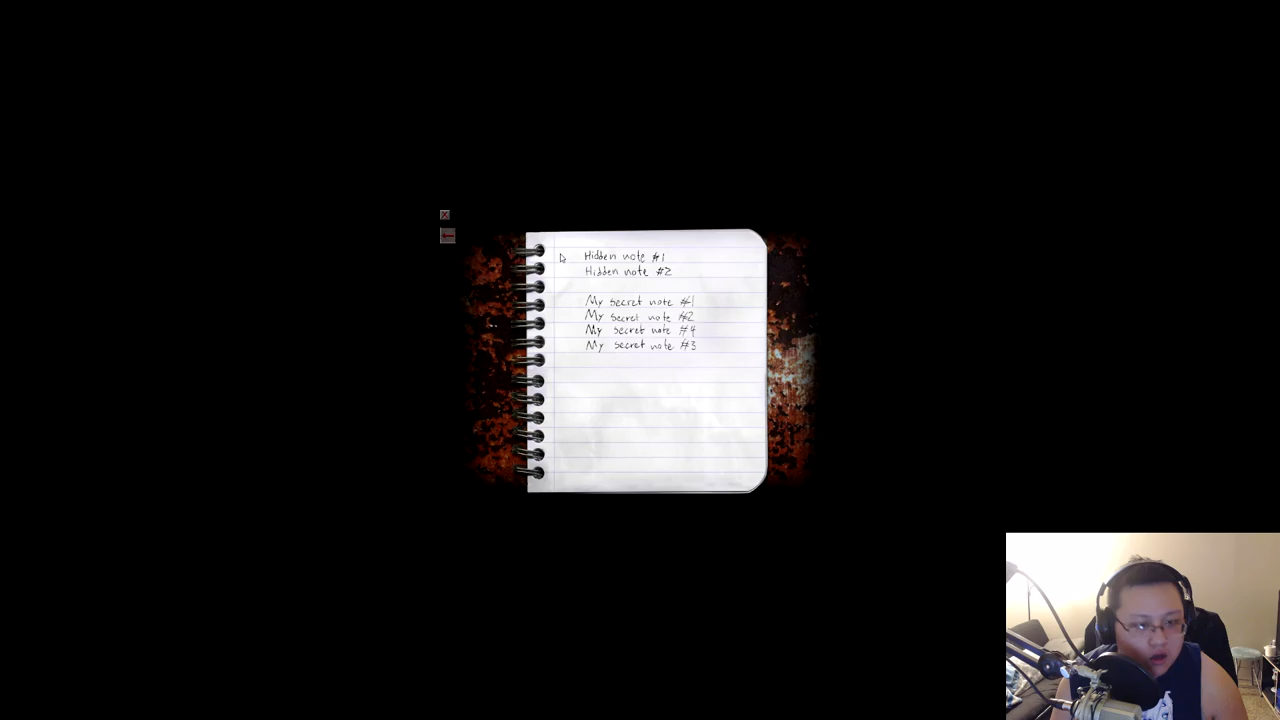 Hidden note #1
Hidden note #2
My secret note #1
My secret note #2
My secret note #4
My secret note #3